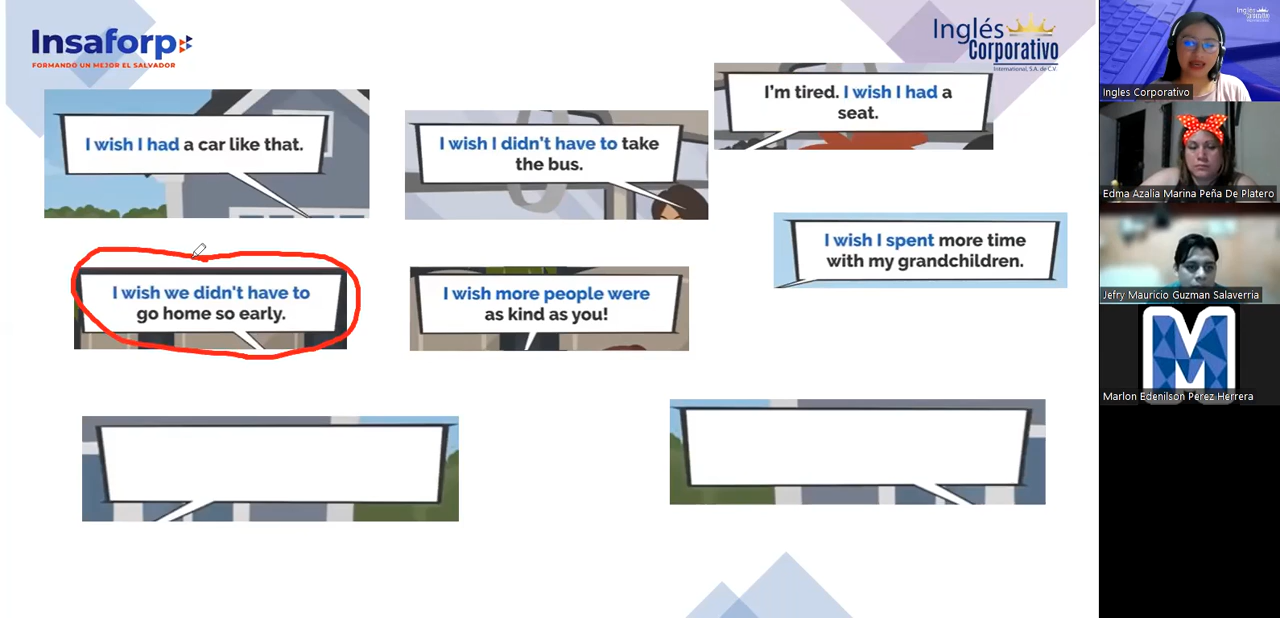 Insaforp
FORMANDO UN MEJOR EL SALVADOR
Inglés
Corporativo
International, S.A. de C.V.
I wish I had a car like that.
I wish I didn't have to take
the bus.
I'm tired. I wish I had a
seat.
I wish we didn't have to
go home so early.
I wish more people were
as kind as you!
I wish I spent more time
with my grandchildren.
Ingles Corporativo
Edma Azalia Marina Peña De Platero
Jefry Mauricio Guzman Salaverria
M
Marlon Edenilson Perez Herrera